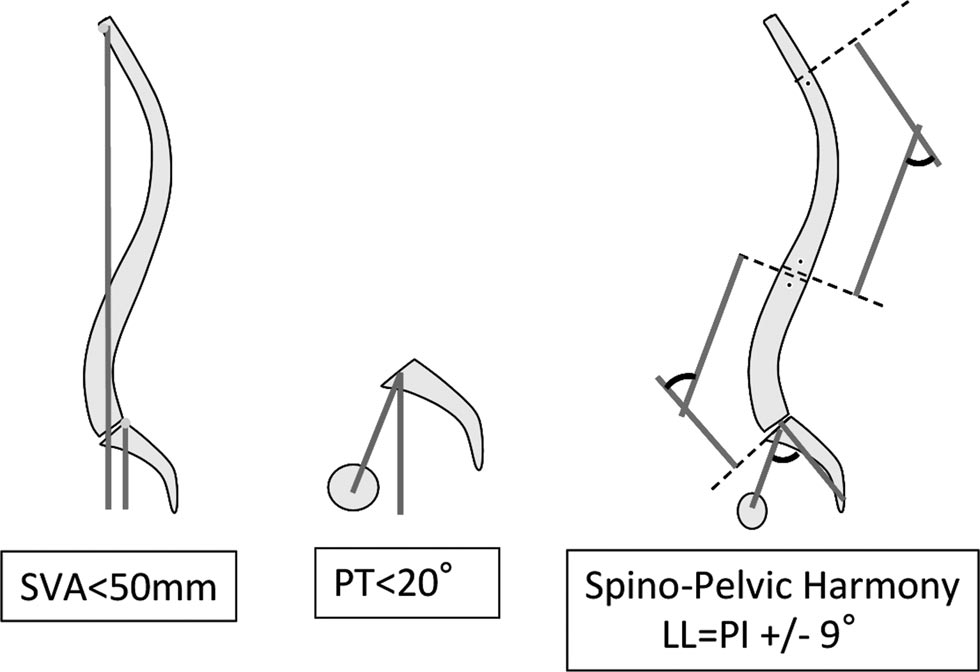 SVA<50mm
PT<20°
Spino-Pelvic Harmony
LL=PI +/- 9°